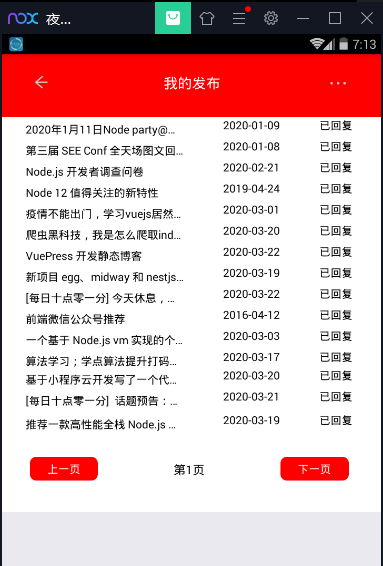 nox 夜...
7:13
我的发布
2020年1月11日Node party@... 2020-01-09 已回复
第三届 SEE Conf 全天场图文回... 2020-01-08 已回复
Node.js 开发者调查问卷 2020-02-21 已回复
Node 12 值得关注的新特性 2019-04-24 已回复
疫情不能出门，学习vuejs居然... 2020-03-01 已回复
爬虫黑科技，我是怎么爬取ind... 2020-03-20 已回复
VuePress 开发静态博客 2020-03-22 已回复
新项目 egg、midway 和 nestjs... 2020-03-19 已回复
[每日十点零一分] 今天休息，... 2020-03-22 已回复
前端微信公众号推荐 2016-04-12 已回复
一个基于 Node.js vm 实现的个... 2020-03-03 已回复
算法学习；学点算法提升打码... 2020-03-17 已回复
基于小程序云开发写了一个代... 2020-03-20 已回复
[每日十点零一分] 话题预告：... 2020-03-21 已回复
推荐一款高性能全栈 Node.js ... 2020-03-19 已回复
上一页 第1页 下一页